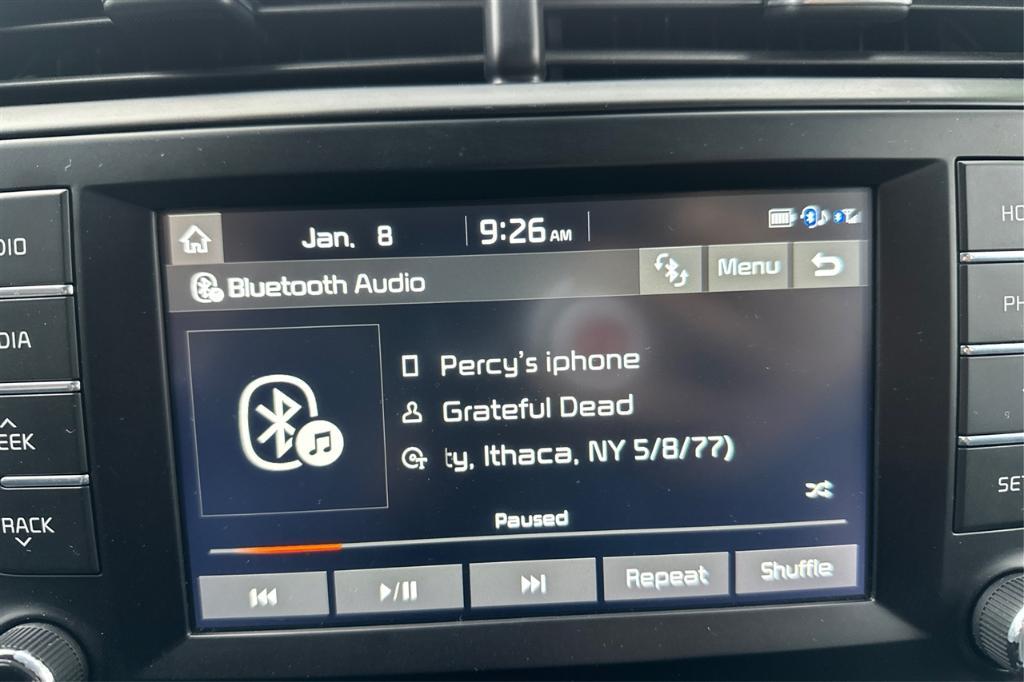 Jan. 8 9:26 AM
Bluetooth Audio Menu
Percy's iphone
Grateful Dead
ty, Ithaca, NY 5/8/77)
Paused
Repeat Shuffle
DIO
DIA
EEK
RACK
HO
PH
SET